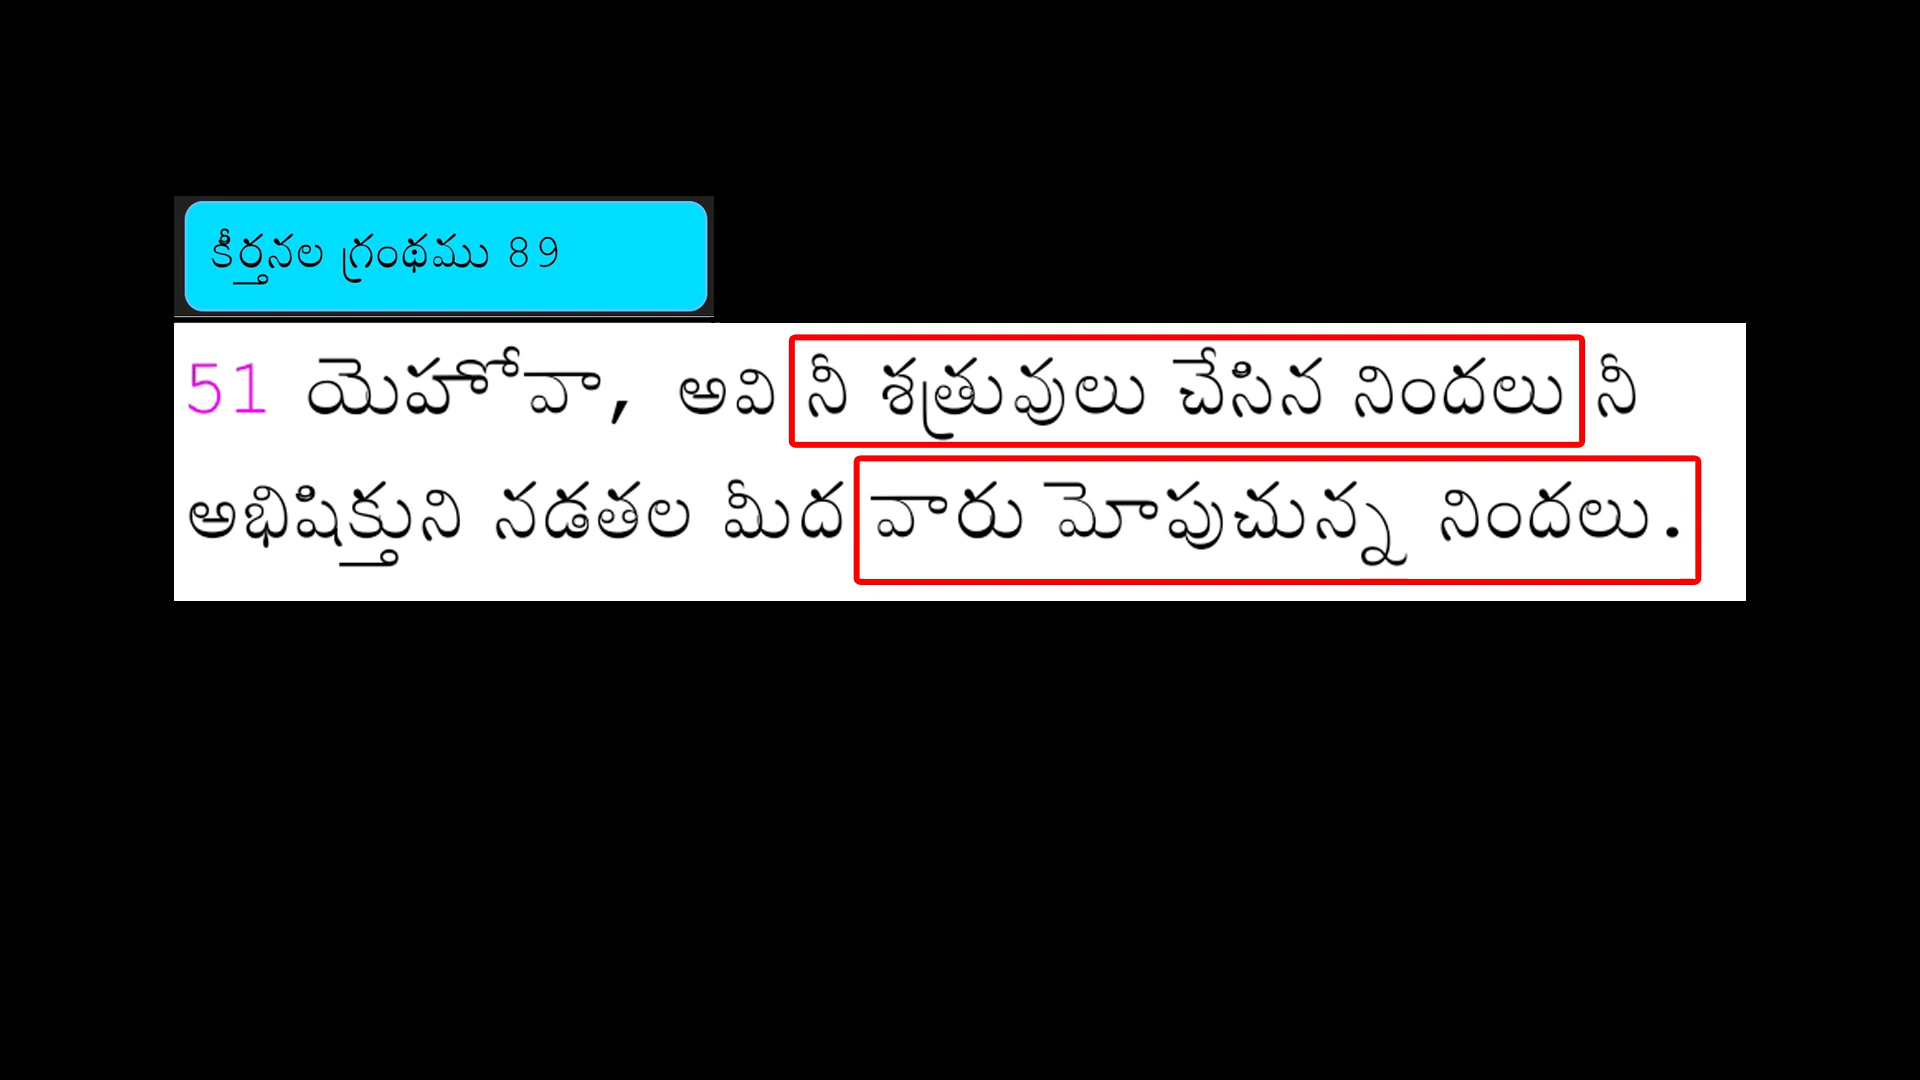 కీర్తనల గ్రంథము 89
51 యెహోవా, అవి నీ శత్రువులు చేసిన నిందలు నీ
అభిషిక్తుని నడతల మీద వారు మోపుచున్న నిందలు.